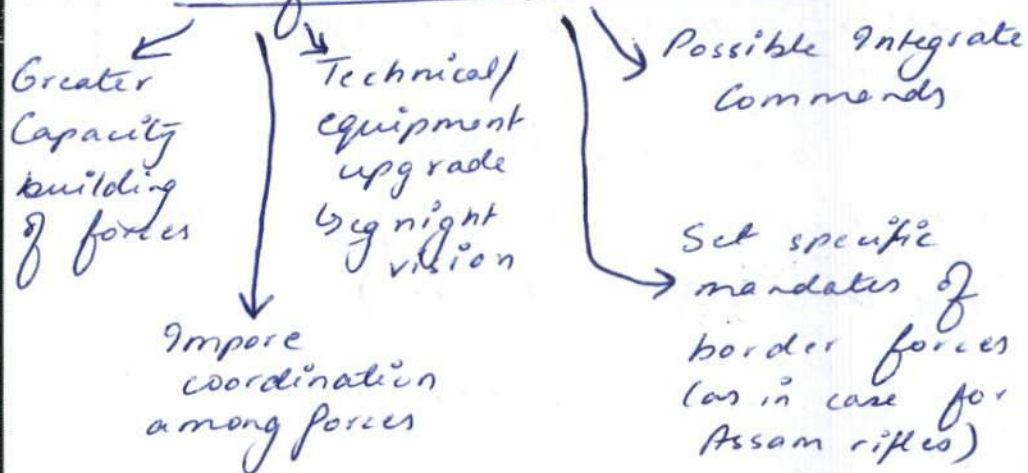 Greater
Capacity
building
of forces
Technical/
equipment
upgrade
eg night
vision
Possible Integrate
Commands
Impore
coordination
among forces
Set specific
mandates of
border forces
(as in case for
Assam rifles)